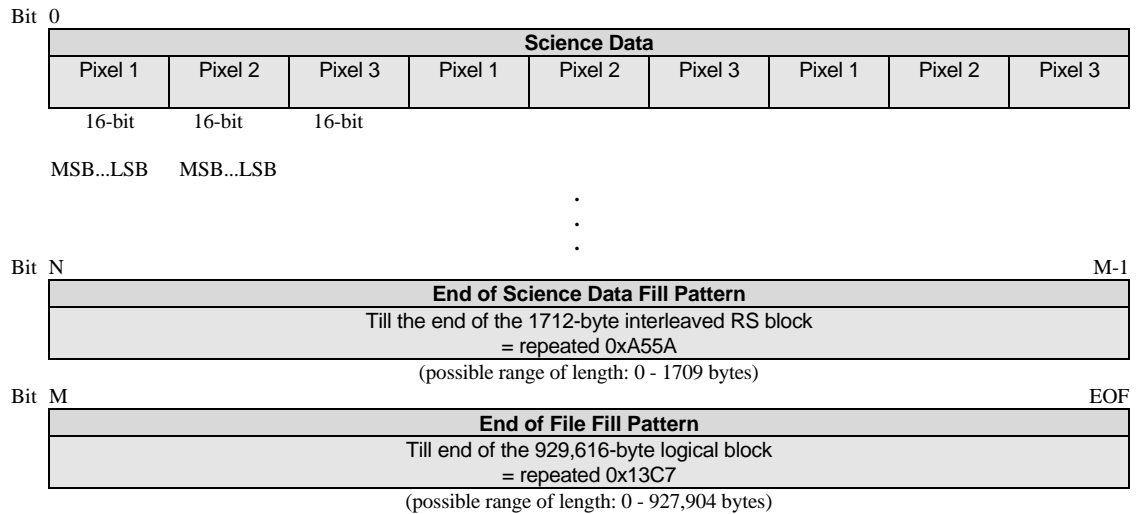 Bit 0
Science Data
Pixel 1 Pixel 2 Pixel 3 Pixel 1 Pixel 2 Pixel 3 Pixel 1 Pixel 2 Pixel 3
16-bit 16-bit 16-bit
MSB...LSB MSB...LSB
.
.
.
Bit N M-1
End of Science Data Fill Pattern
Till the end of the 1712-byte interleaved RS block
= repeated 0xA55A
(possible range of length: 0 - 1709 bytes)
Bit M EOF
End of File Fill Pattern
Till end of the 929,616-byte logical block
= repeated 0x13C7
(possible range of length: 0 - 927,904 bytes)